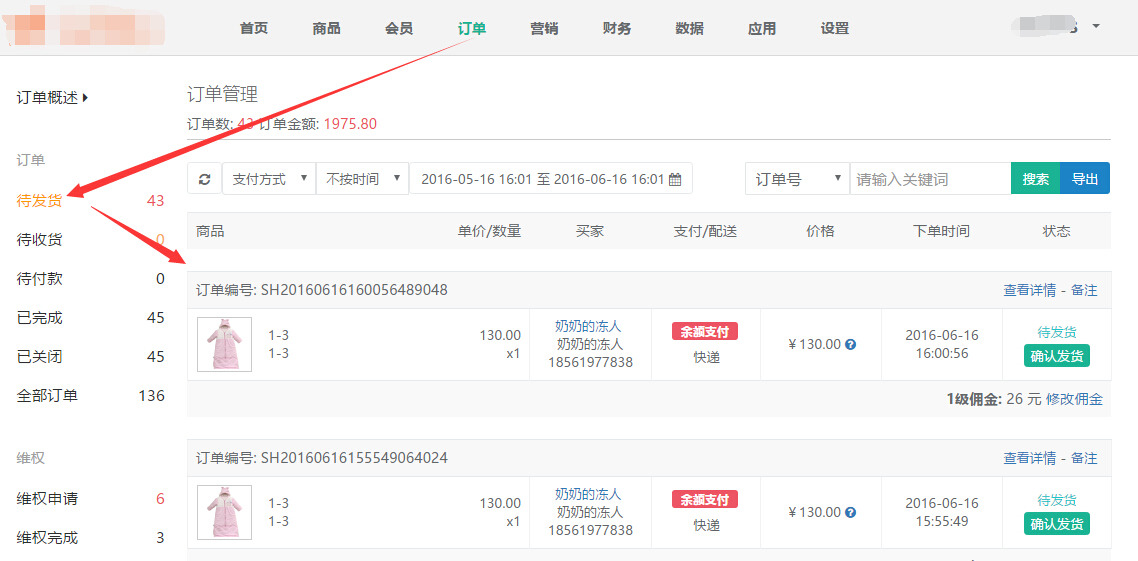 首页 商品 会员 订单 营销 财务 数据 应用 设置
订单概述
订单
待发货 43
待收货 0
待付款 0
已完成 45
已关闭 45
全部订单 136
维权
维权申请 6
维权完成 3
订单管理
订单数: 43 订单金额: 1975.80
支付方式 不按时间 2016-05-16 16:01 至 2016-06-16 16:01 订单号 请输入关键词 搜索 导出
商品 单价/数量 买家 支付/配送 价格 下单时间 状态
订单编号: SH20160616160056489048 查看详情 - 备注
1-3 130.00 奶奶的冻人 余额支付 ¥ 130.00 2016-06-16 待发货
1-3 x1 奶奶的冻人 快递 16:00:56 确认发货
18561977838
1级佣金: 26 元 修改佣金
订单编号: SH20160616155549064024 查看详情 - 备注
1-3 130.00 奶奶的冻人 余额支付 ¥ 130.00 2016-06-16 待发货
1-3 x1 奶奶的冻人 快递 15:55:49 确认发货
18561977838